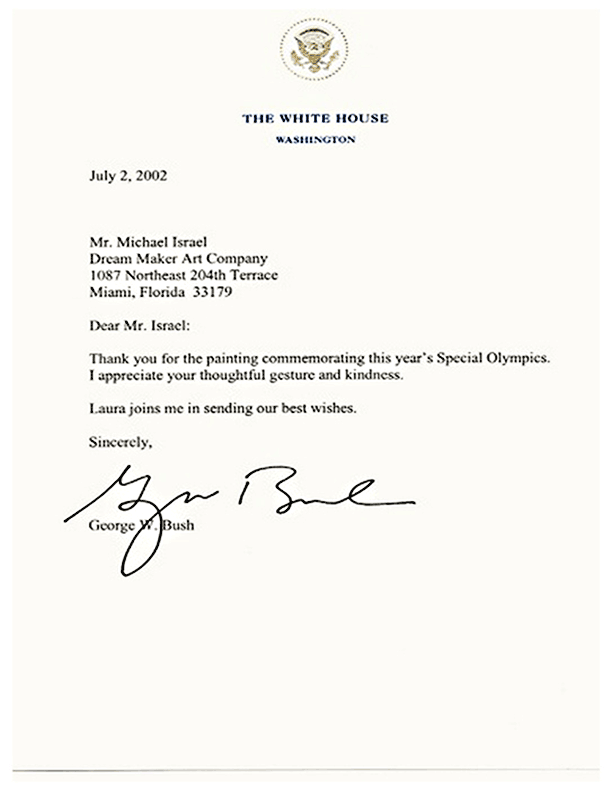 THE WHITE HOUSE
WASHINGTON
July 2, 2002
Mr. Michael Israel
Dream Maker Art Company
1087 Northeast 204th Terrace
Miami, Florida 33179
Dear Mr. Israel:
Thank you for the painting commemorating this year's Special Olympics.
I appreciate your thoughtful gesture and kindness.
Laura joins me in sending our best wishes.
Sincerely,
George W. Bush